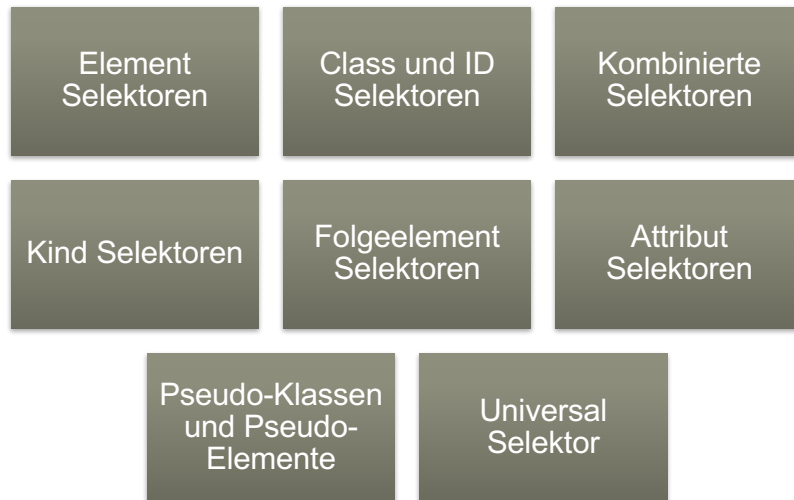 Element
Selektoren
Class und ID
Selektoren
Kombinierte
Selektoren
Kind Selektoren
Folgeelement
Selektoren
Attribut
Selektoren
Pseudo-Klassen
und Pseudo-
Elemente
Universal
Selektor